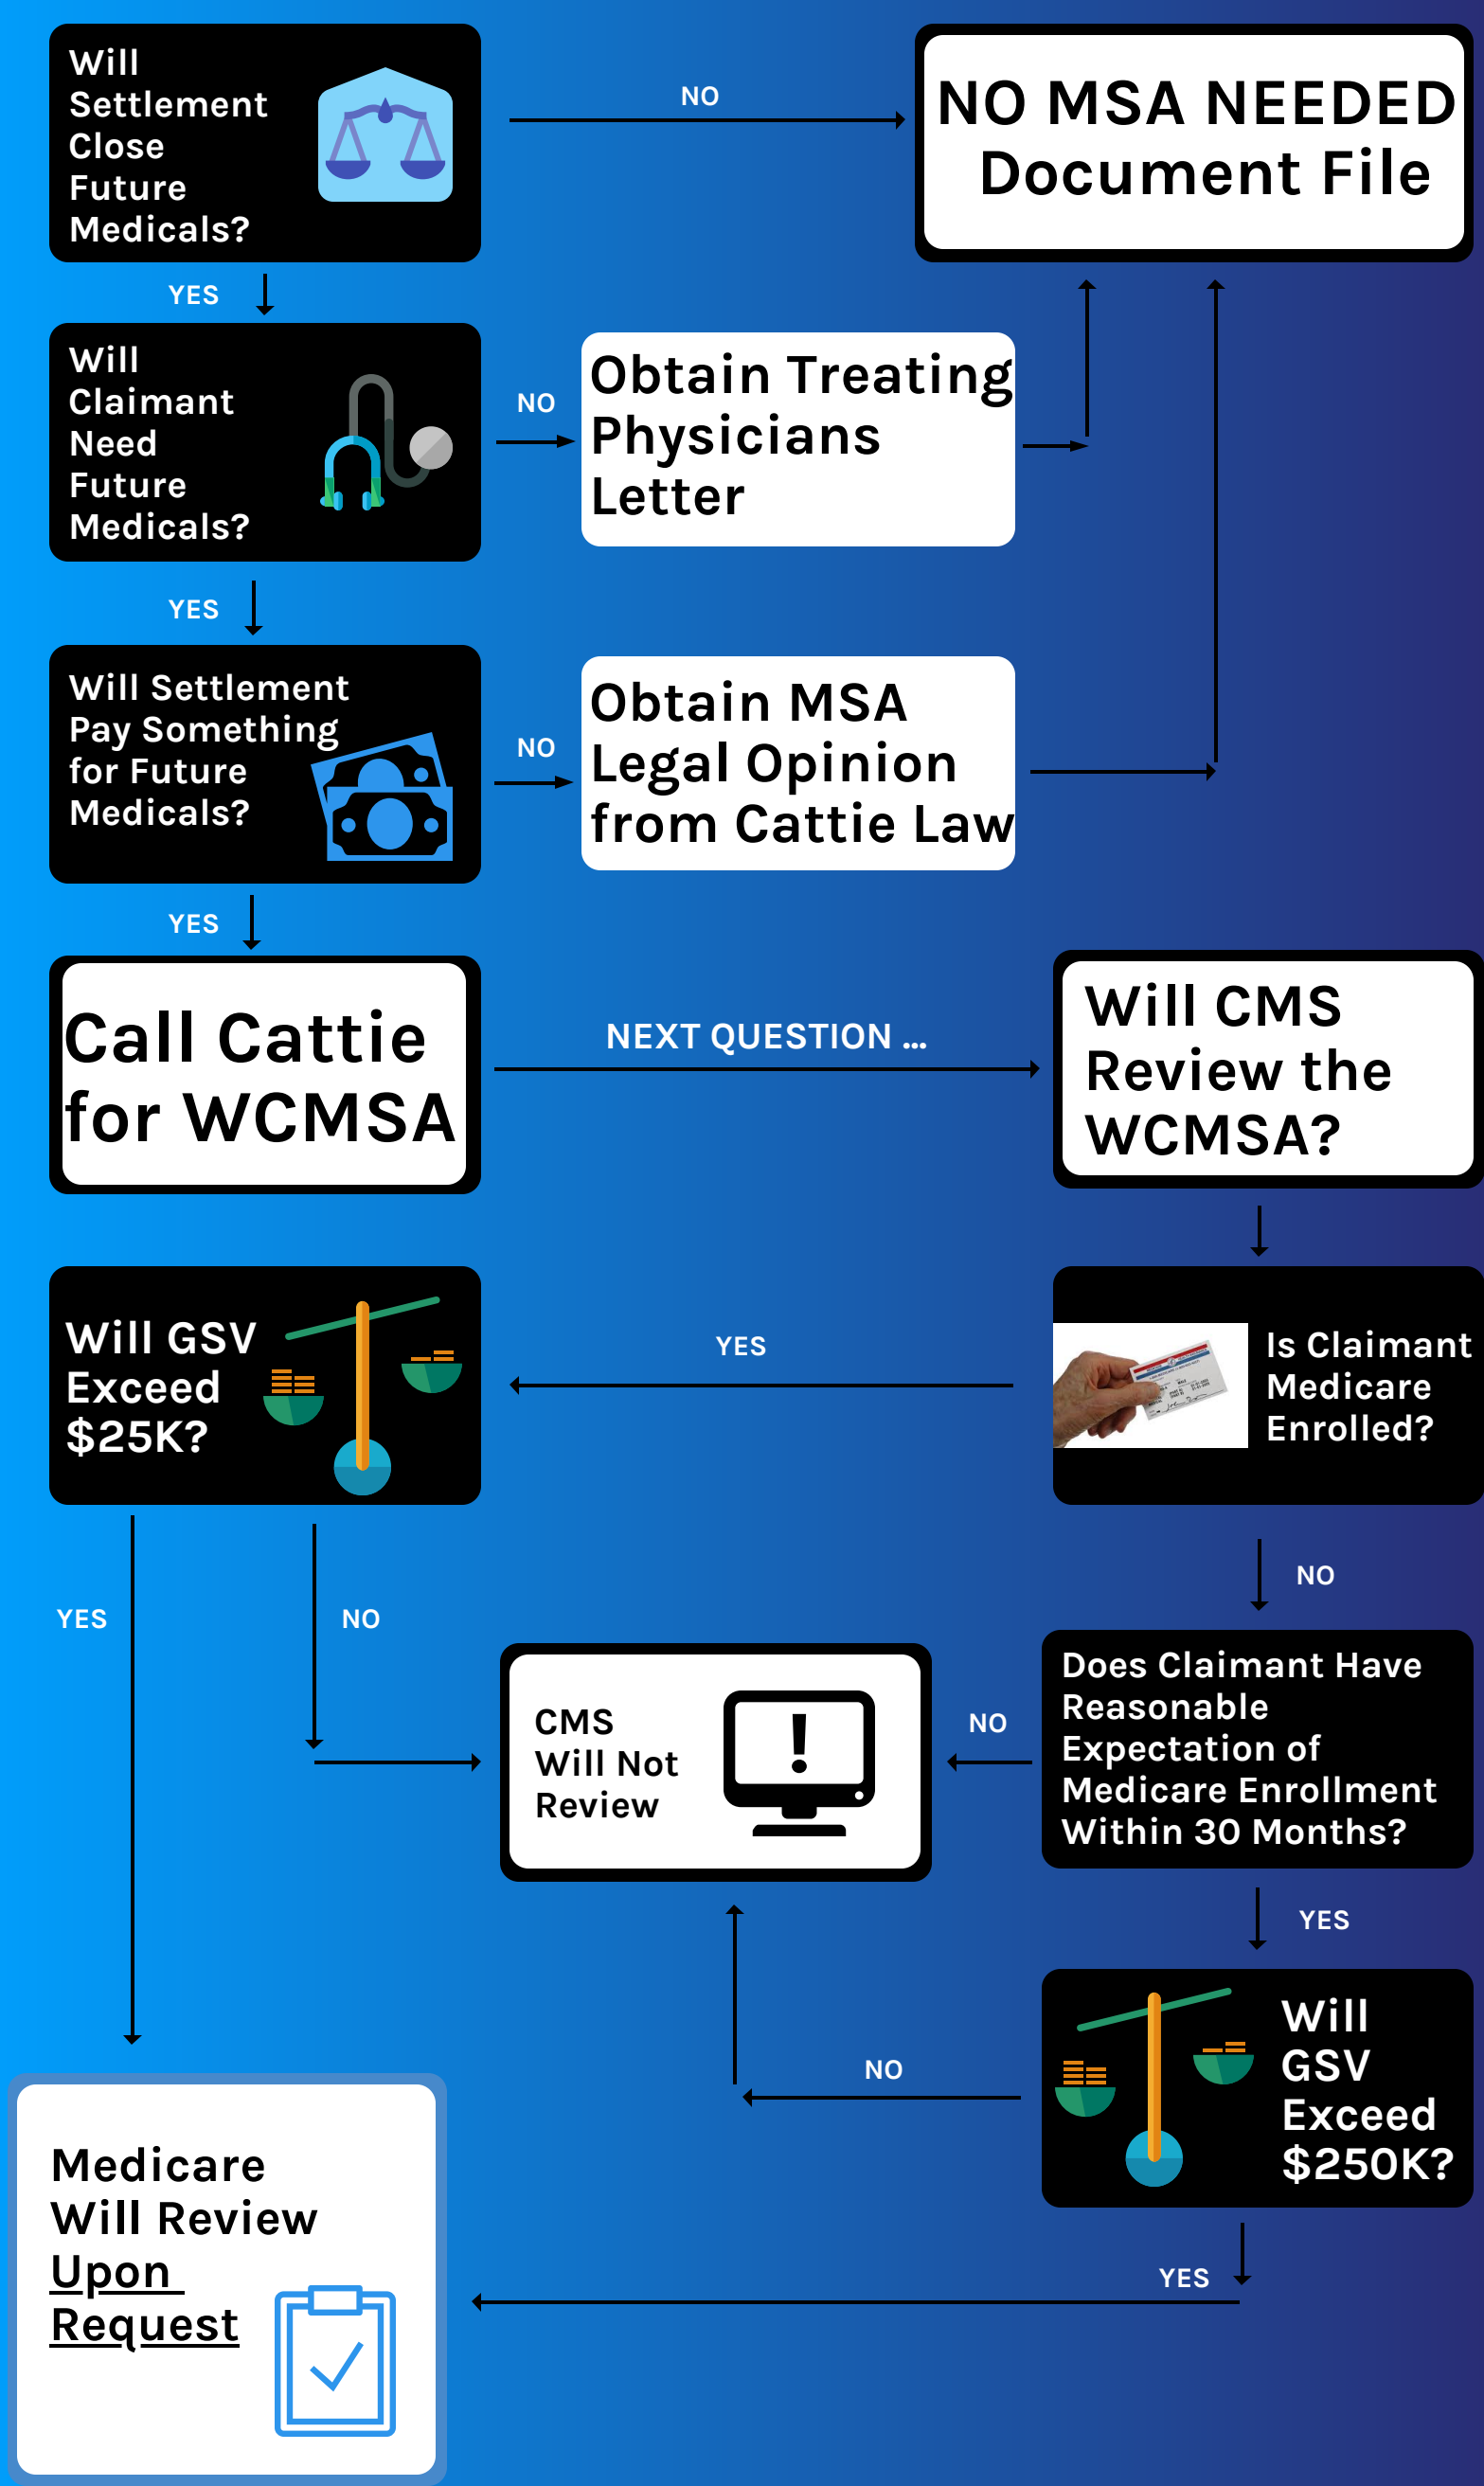 Will
Settlement
Close
Future
Medicals?
NO
NO MSA NEEDED
Document File
YES
Will
Claimant
Need
Future
Medicals?
NO
Obtain Treating
Physicians
Letter
YES
Will Settlement
Pay Something
for Future
Medicals?
NO
Obtain MSA
Legal Opinion
from Cattie Law
YES
Call Cattie
for WCMSA
NEXT QUESTION ...
Will CMS
Review the
WCMSA?
Will GSV
Exceed
$25K?
YES
Is Claimant
Medicare
Enrolled?
YES
NO
NO
CMS
Will Not
Review
NO
Does Claimant Have
Reasonable
Expectation of
Medicare Enrollment
Within 30 Months?
YES
NO
Will
GSV
Exceed
$250K?
YES
Medicare
Will Review
Upon
Request